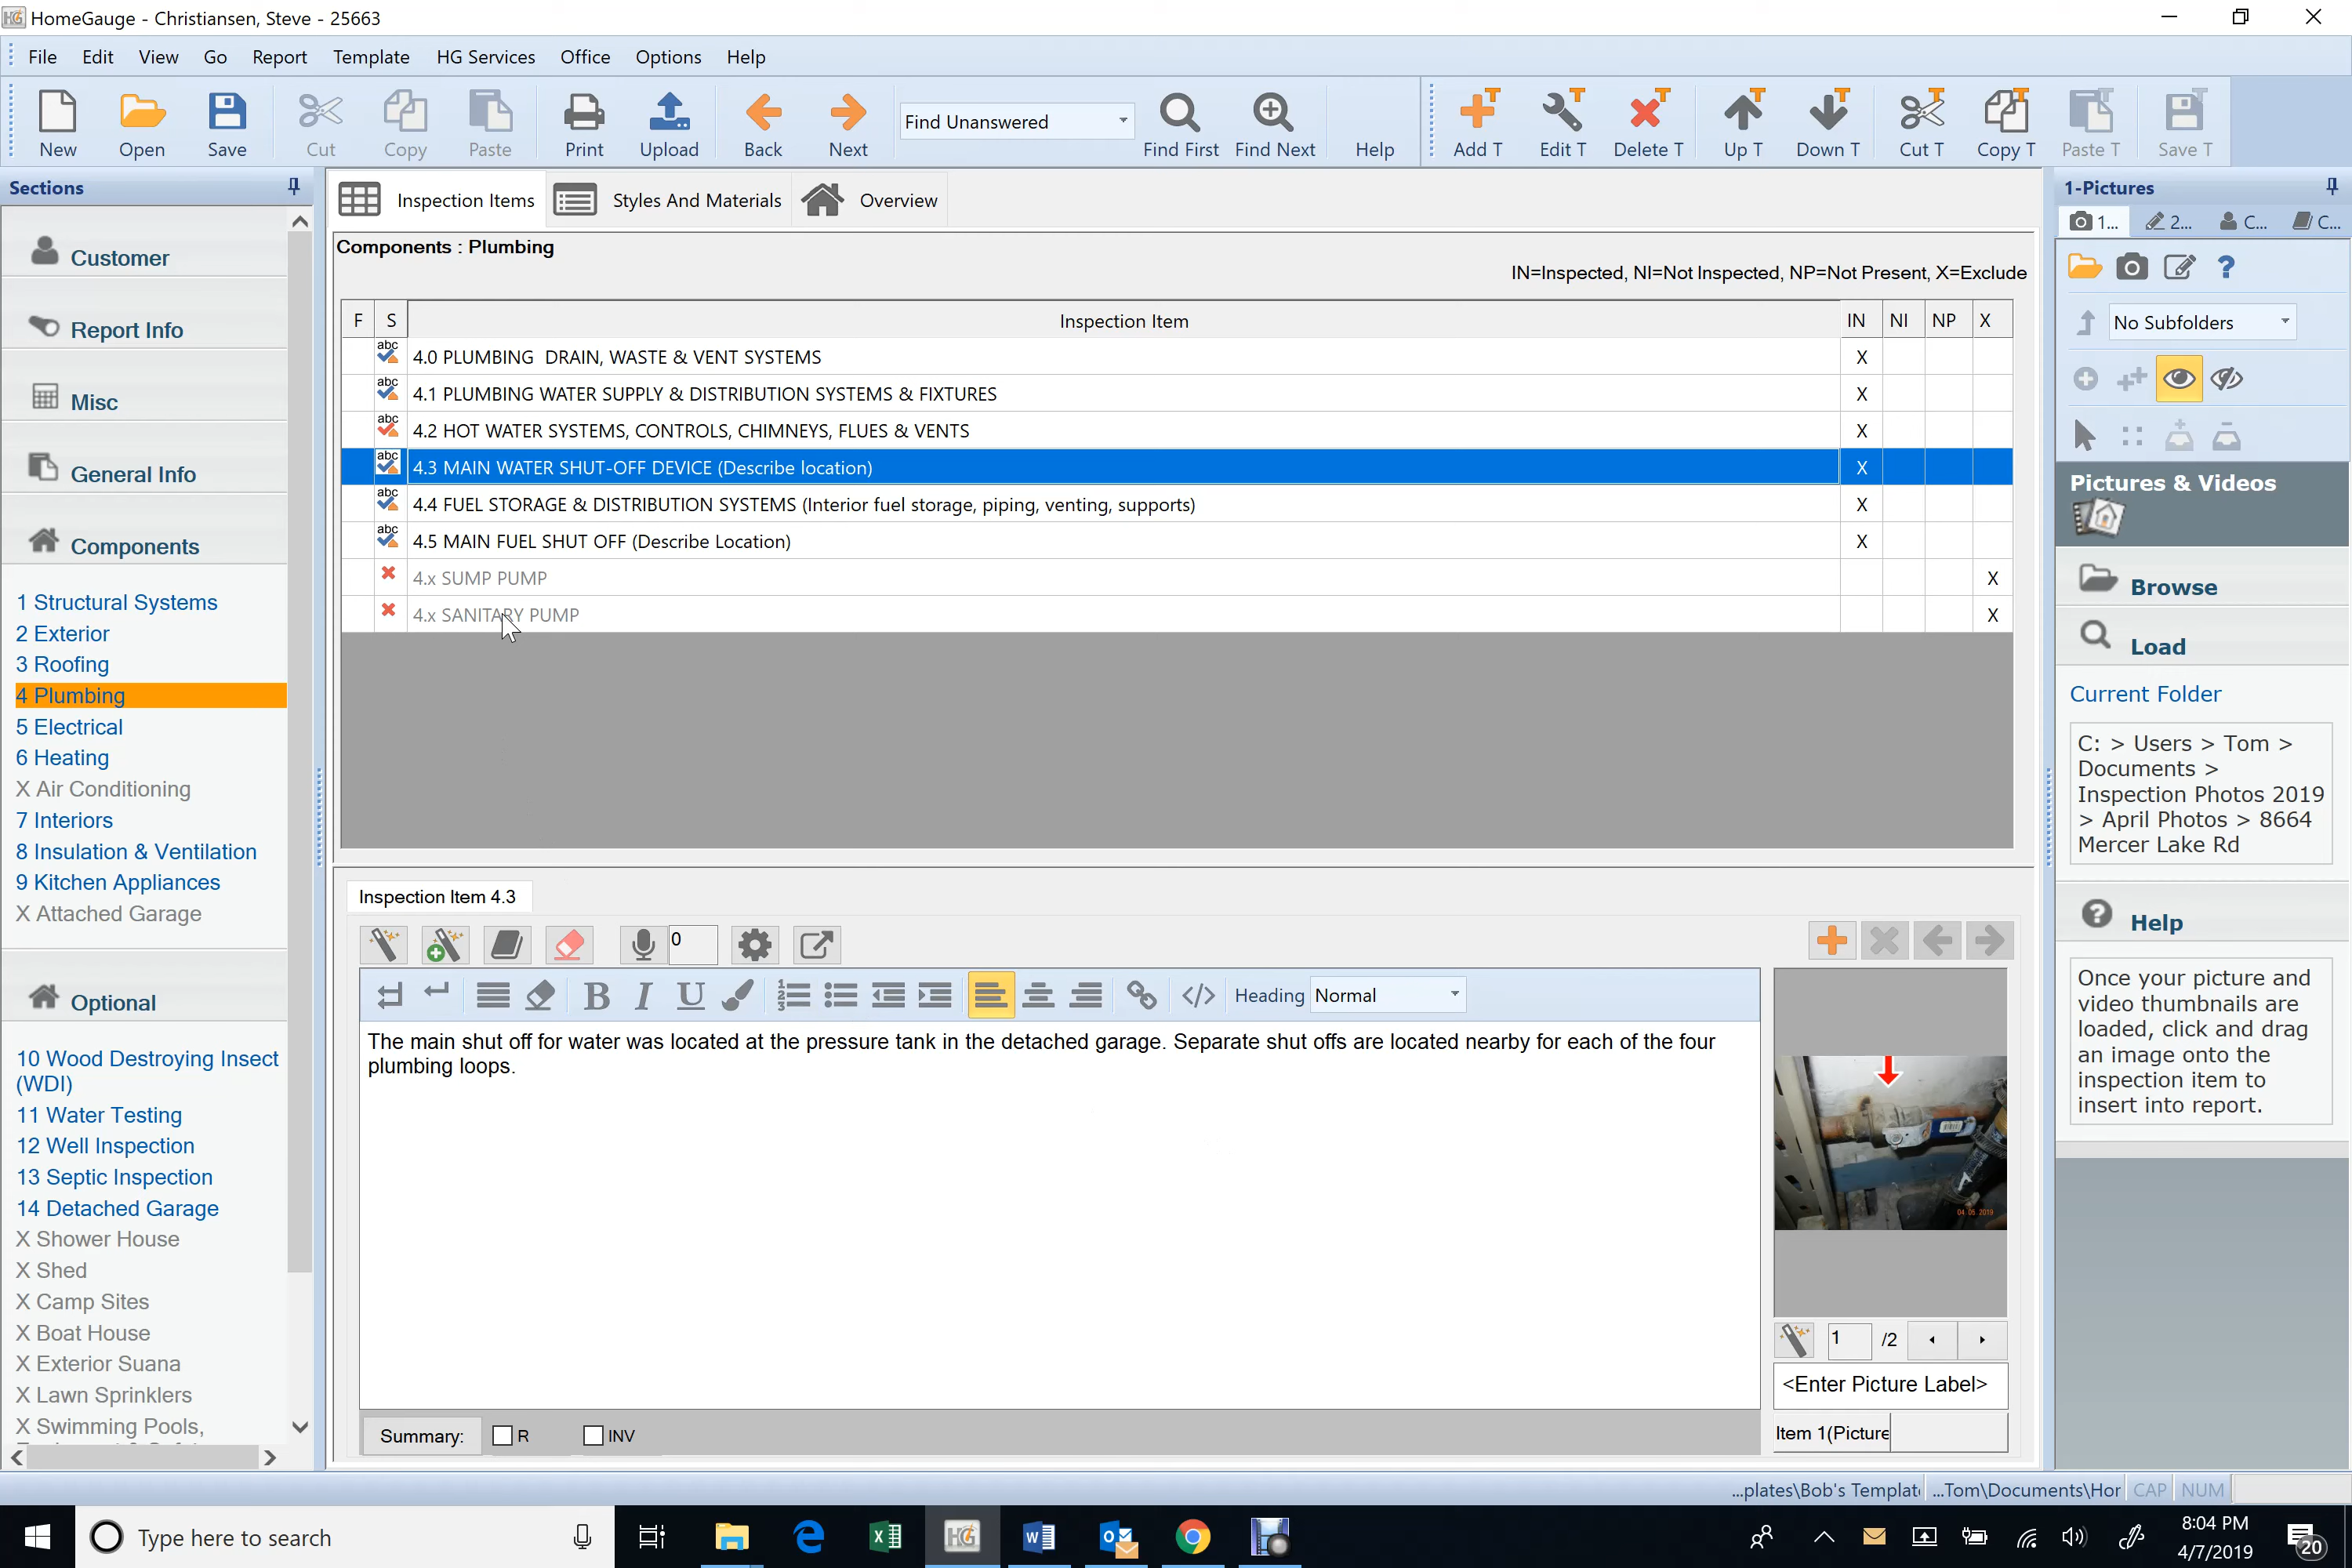 HomeGauge - Christiansen, Steve - 25663
File Edit View Go Report Template HG Services Office Options Help
New Open Save Cut Copy Paste Print Upload Back Next Find Unanswered Find First Find Next Help Add T Edit T Delete T Up T Down T Cut T Copy T Paste T Save T
Sections
Customer
Report Info
Misc
General Info
Components
1 Structural Systems
2 Exterior
3 Roofing
4 Plumbing
5 Electrical
6 Heating
X Air Conditioning
7 Interiors
8 Insulation & Ventilation
9 Kitchen Appliances
X Attached Garage
Optional
10 Wood Destroying Insect
(WDI)
11 Water Testing
12 Well Inspection
13 Septic Inspection
14 Detached Garage
X Shower House
X Shed
X Camp Sites
X Boat House
X Exterior Suana
X Lawn Sprinklers
X Swimming Pools,
Inspection Items Styles And Materials Overview
Components : Plumbing
IN=Inspected, NI=Not Inspected, NP=Not Present, X=Exclude
F S Inspection Item IN NI NP X
abc 4.0 PLUMBING DRAIN, WASTE & VENT SYSTEMS X
abc 4.1 PLUMBING WATER SUPPLY & DISTRIBUTION SYSTEMS & FIXTURES X
abc 4.2 HOT WATER SYSTEMS, CONTROLS, CHIMNEYS, FLUES & VENTS X
abc 4.3 MAIN WATER SHUT-OFF DEVICE (Describe location) X
abc 4.4 FUEL STORAGE & DISTRIBUTION SYSTEMS (Interior fuel storage, piping, venting, supports) X
abc 4.5 MAIN FUEL SHUT OFF (Describe Location) X
4.x SUMP PUMP X
4.x SANITARY PUMP X
Inspection Item 4.3
0
B I U Heading Normal
The main shut off for water was located at the pressure tank in the detached garage. Separate shut offs are located nearby for each of the four
plumbing loops.
04 05 2019
1 /2
<Enter Picture Label>
Item 1(Picture
Summary: R INV
1-Pictures
1... 2... C... C...
No Subfolders
Pictures & Videos
Browse
Load
Current Folder
C: > Users > Tom >
Documents >
Inspection Photos 2019
> April Photos > 8664
Mercer Lake Rd
Help
Once your picture and
video thumbnails are
loaded, click and drag
an image onto the
inspection item to
insert into report.
...plates\Bob's Templat ...Tom\Documents\Hor CAP NUM
Type here to search
8:04 PM
4/7/2019
20